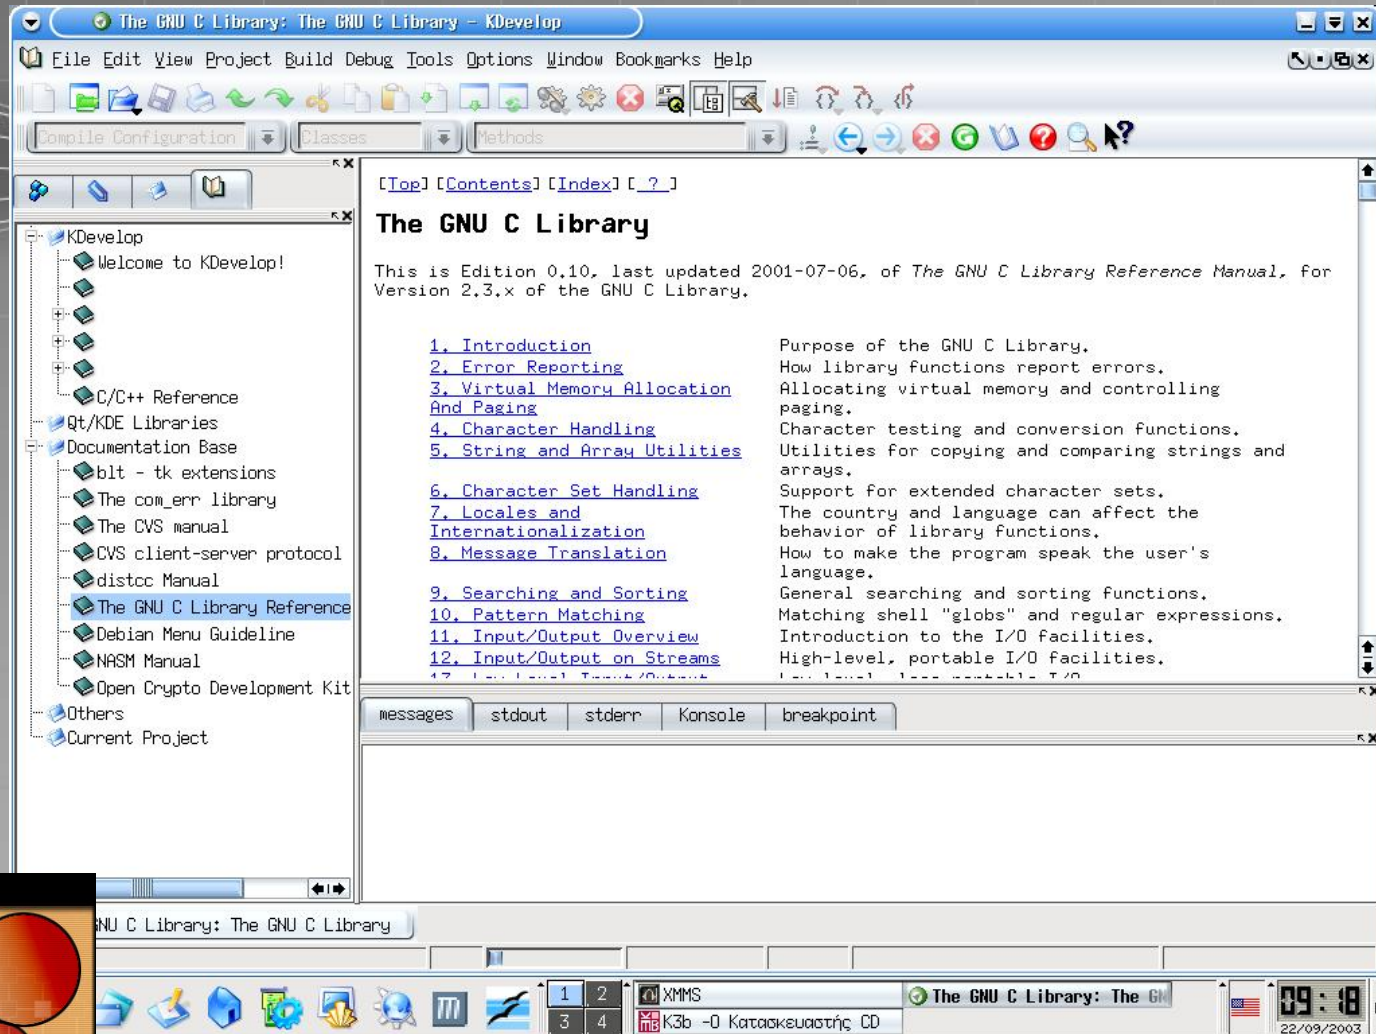 The GNU C Library: The GNU C Library - KDevelop
File Edit View Project Build Debug Tools Options Window Bookmarks Help
Compile Configuration
Classes
Methods
[Top] [Contents] [Index] [ ? ]
The GNU C Library
This is Edition 0.10, last updated 2001-07-06, of The GNU C Library Reference Manual, for
Version 2.3.x of the GNU C Library.
1. Introduction Purpose of the GNU C Library.
2. Error Reporting How library functions report errors.
3. Virtual Memory Allocation Allocating virtual memory and controlling
And Paging paging.
4. Character Handling Character testing and conversion functions.
5. String and Array Utilities Utilities for copying and comparing strings and
arrays.
6. Character Set Handling Support for extended character sets.
7. Locales and The country and language can affect the
Internationalization behavior of library functions.
8. Message Translation How to make the program speak the user's
language.
9. Searching and Sorting General searching and sorting functions.
10. Pattern Matching Matching shell "globs" and regular expressions.
11. Input/Output Overview Introduction to the I/O facilities.
12. Input/Output on Streams High-level, portable I/O facilities.
KDevelop
Welcome to KDevelop!
C/C++ Reference
Qt/KDE Libraries
Documentation Base
blt - tk extensions
The com_err library
The CVS manual
CVS client-server protocol
distcc Manual
The GNU C Library Reference
Debian Menu Guideline
NASM Manual
Open Crypto Development Kit
Others
Current Project
messages stdout stderr Konsole breakpoint
GNU C Library: The GNU C Library
1 2
3 4
XMMS
K3b -Ο Κατασκευαστής CD
The GNU C Library: The
09:18
22/09/2003